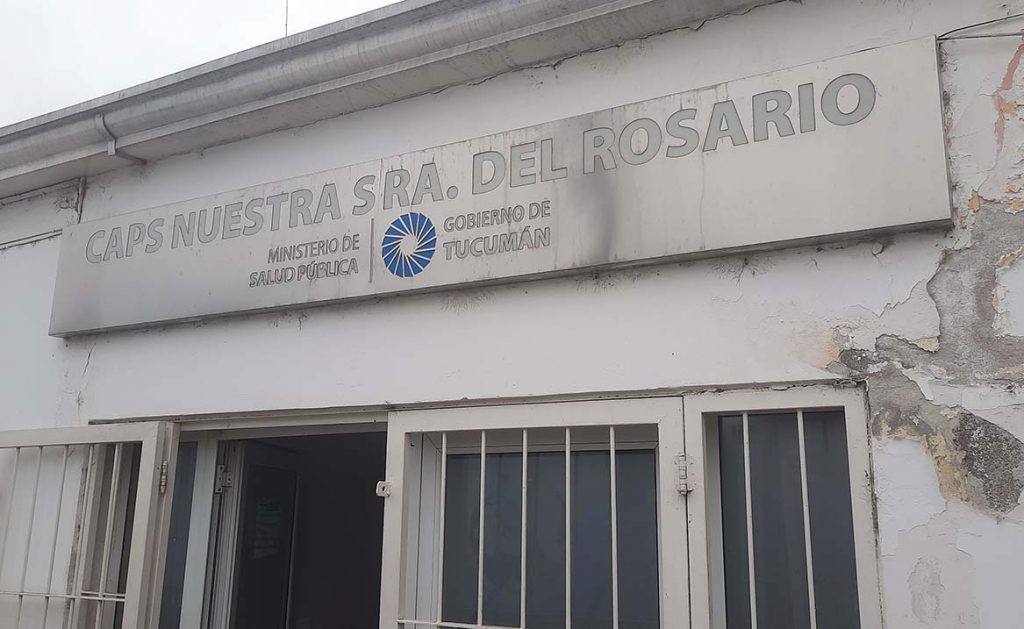 CAPS NUESTRA SRA. DEL ROSARIO
MINISTERIO DE
SALUD PÚBLICA
GOBIERNO DE
TUCUMÁN